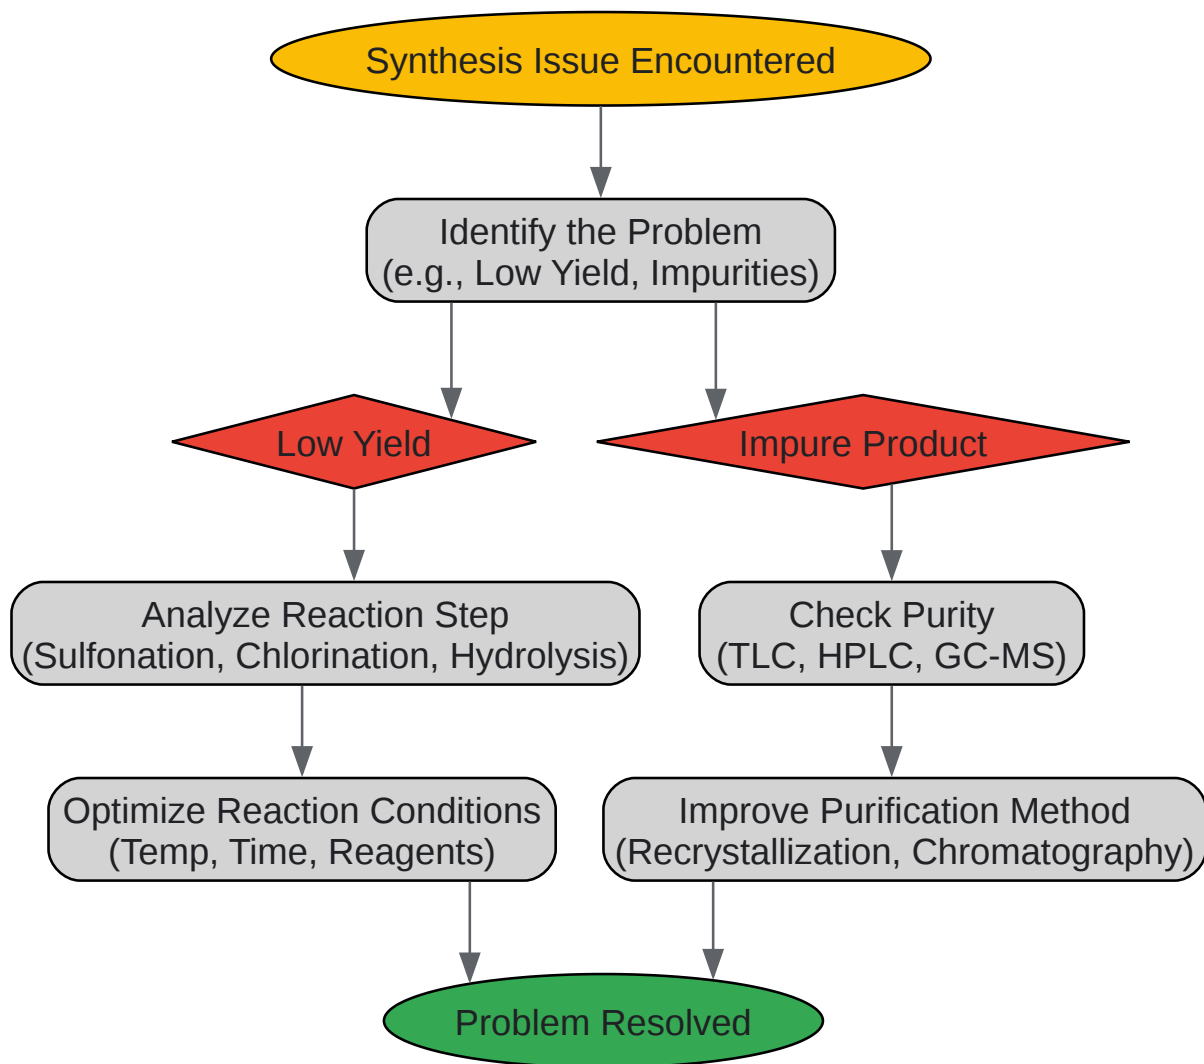 Synthesis Issue Encountered
Identify the Problem
(e.g., Low Yield, Impurities)
Low Yield
Impure Product
Analyze Reaction Step
(Sulfonation, Chlorination, Hydrolysis)
Check Purity
(TLC, HPLC, GC-MS)
Optimize Reaction Conditions
(Temp, Time, Reagents)
Improve Purification Method
(Recrystallization, Chromatography)
Problem Resolved